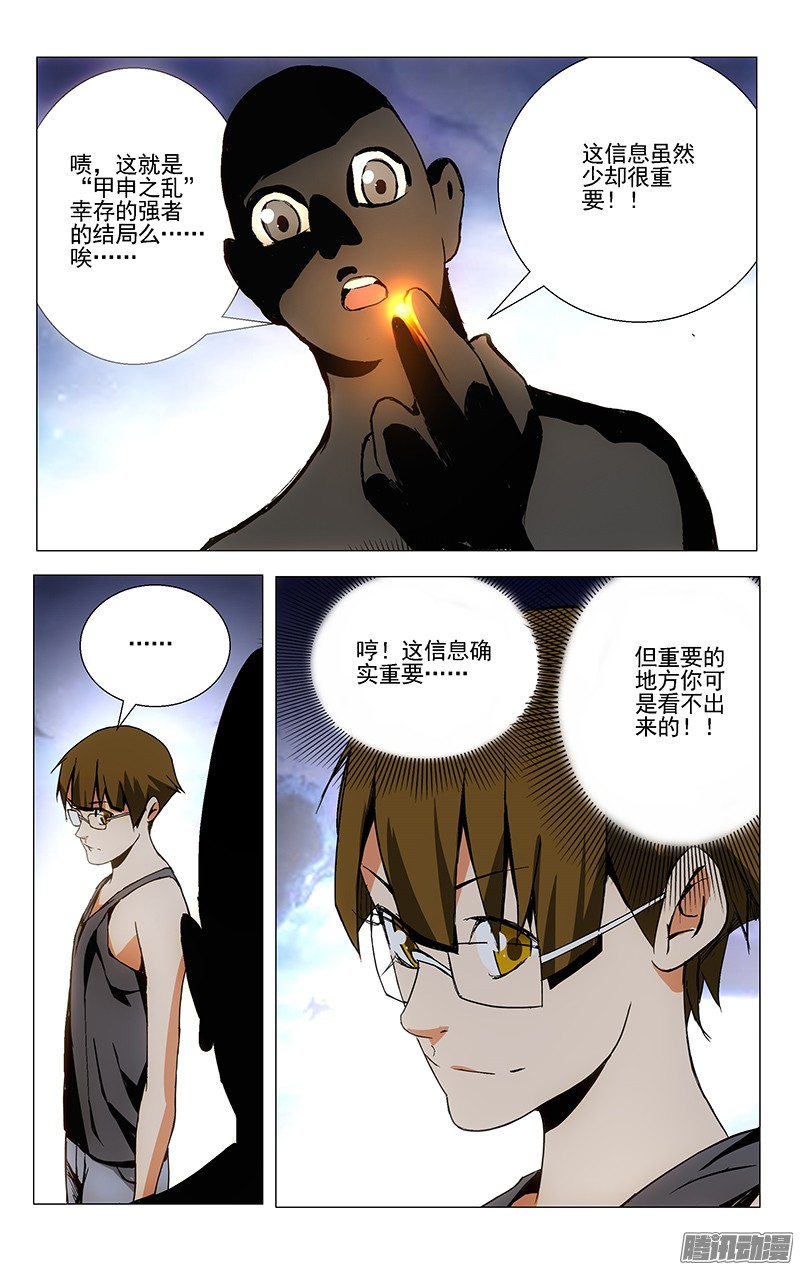 啧，这就是
“甲申之乱”
幸存的强者
的结局么……
唉……
这信息虽然
少却很重
要！！
……
哼！这信息确
实重要……
但重要的
地方你可
是看不出
来的！！
腾讯动漫